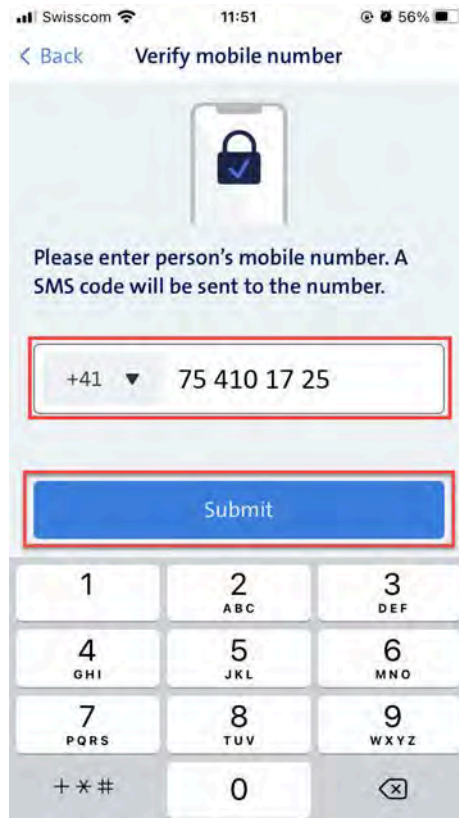 Swisscom 11:51 56%
< Back Verify mobile number
Please enter person's mobile number. A
SMS code will be sent to the number.
+41 ▼ 75 410 17 25
Submit
1 2 3
ABC DEF
4 5 6
GHI JKL MNO
7 8 9
PQRS TUV WXYZ
+*# 0